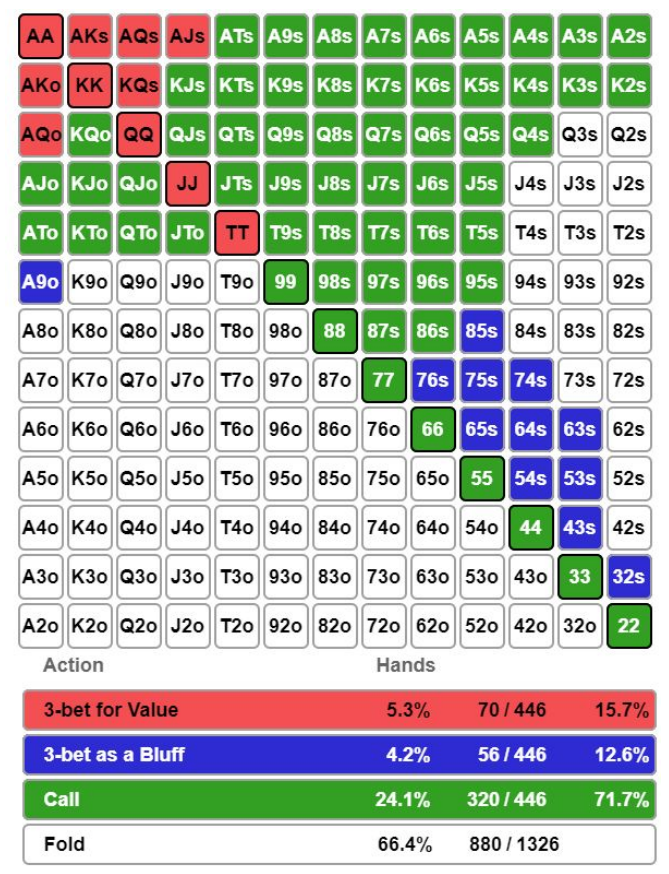 AA AKs AQs AJs ATs A9s A8s A7s A6s A5s A4s A3s A2s
AKo KK KQs KJs KTs K9s K8s K7s K6s K5s K4s K3s K2s
AQo KQo QQ QJs QTs Q9s Q8s Q7s Q6s Q5s Q4s Q3s Q2s
AJo KJo QJo JJ JTs J9s J8s J7s J6s J5s J4s J3s J2s
ATo KTo QTo JTo TT T9s T8s T7s T6s T5s T4s T3s T2s
A9o K9o Q9o J9o T9o 99 98s 97s 96s 95s 94s 93s 92s
A8o K8o Q8o J8o T8o 98o 88 87s 86s 85s 84s 83s 82s
A7o K7o Q7o J7o T7o 97o 87o 77 76s 75s 74s 73s 72s
A6o K6o Q6o J6o T6o 96o 86o 76o 66 65s 64s 63s 62s
A5o K5o Q5o J5o T5o 95o 85o 75o 65o 55 54s 53s 52s
A4o K4o Q4o J4o T4o 94o 84o 74o 64o 54o 44 43s 42s
A3o K3o Q3o J3o T3o 93o 83o 73o 63o 53o 43o 33 32s
A2o K2o Q2o J2o T2o 92o 82o 72o 62o 52o 42o 32o 22
Action Hands
3-bet for Value 5.3% 70 / 446 15.7%
3-bet as a Bluff 4.2% 56 / 446 12.6%
Call 24.1% 320 / 446 71.7%
Fold 66.4% 880 / 1326